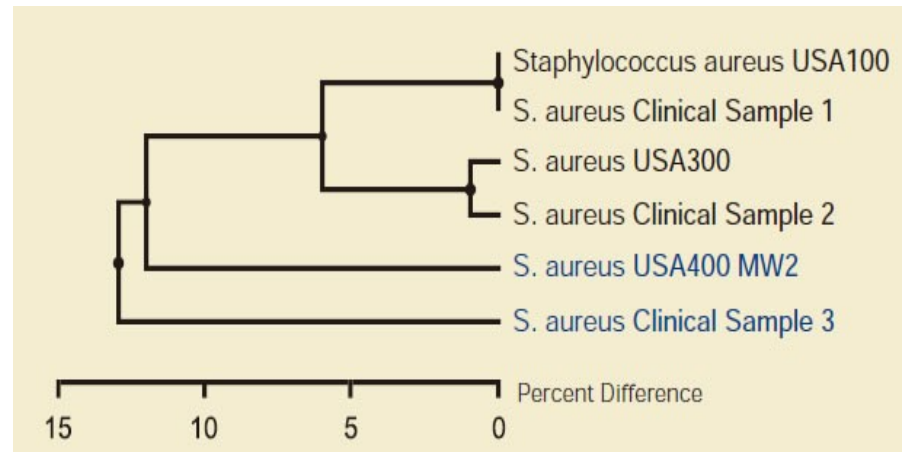 Staphylococcus aureus USA100
S. aureus Clinical Sample 1
S. aureus USA300
S. aureus Clinical Sample 2
S. aureus USA400 MW2
S. aureus Clinical Sample 3
Percent Difference
15 10 5 0